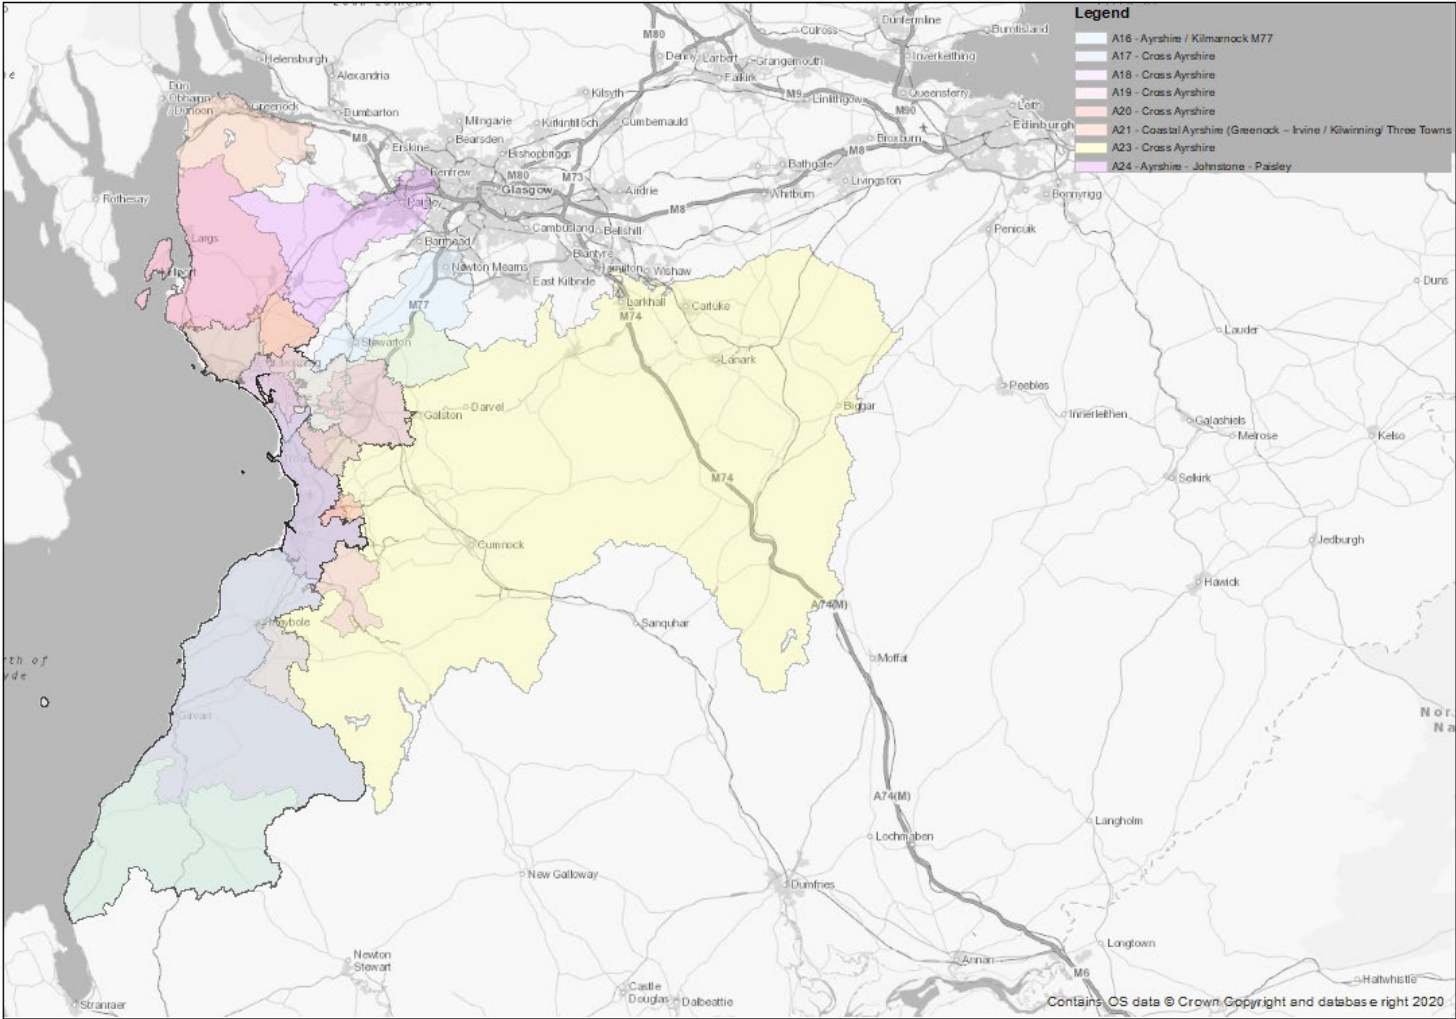 Legend
A16 - Ayrshire / Kilmarnock M77
A17 - Cross Ayrshire
A18 - Cross Ayrshire
A19 - Cross Ayrshire
A20 - Cross Ayrshire
A21 - Coastal Ayrshire (Greenock – Irvine / Kilwinning/ Three Towns
A23 - Cross Ayrshire
A24 - Ayrshire - Johnstone - Paisley
Dunfermline
Culross
Burntisland
M80
Inverkeithing
Helensburgh
Denny
Larbert
Grangemouth
Alexandria
Falkirk
Dun
Dunoon
Greenock
Kilsyth
M9
Linlithgow
Queensferry
M90
Leith
Dumbarton
Milngavie
Kirkintilloch
Cumbernauld
Edinburgh
M8
Bearsden
Broxburn
Erskine
Bishopbriggs
M8
Bathgate
Renfrew
M80
M73
Livingston
Rothesay
Glasgow
Airdrie
Whitburn
Bonnyrigg
Paisley
M8
Penicuik
Cambusland
Bellshill
Largs
Barrhead
Blantyre
Newton Mearns
Hamilton
Wishaw
East Kilbride
Duns
M77
Larkhall
Carluke
M74
Lauder
Stewarton
Lanark
Peebles
Darvel
Biggar
Galston
Innerleithen
Galashiels
Melrose
Kelso
M74
Selkirk
Cumnock
Jedburgh
Hawick
A74(M)
Sanquhar
Moffat
Girvan
Nor
Na
A74(M)
Langholm
Lochmaben
New Galloway
Dumfries
Newton
Stewart
Longtown
Annan
M6
Haltwhistle
Castle
Douglas
Dalbeattie
Stranraer
Contains OS data © Crown Copyright and database right 2020